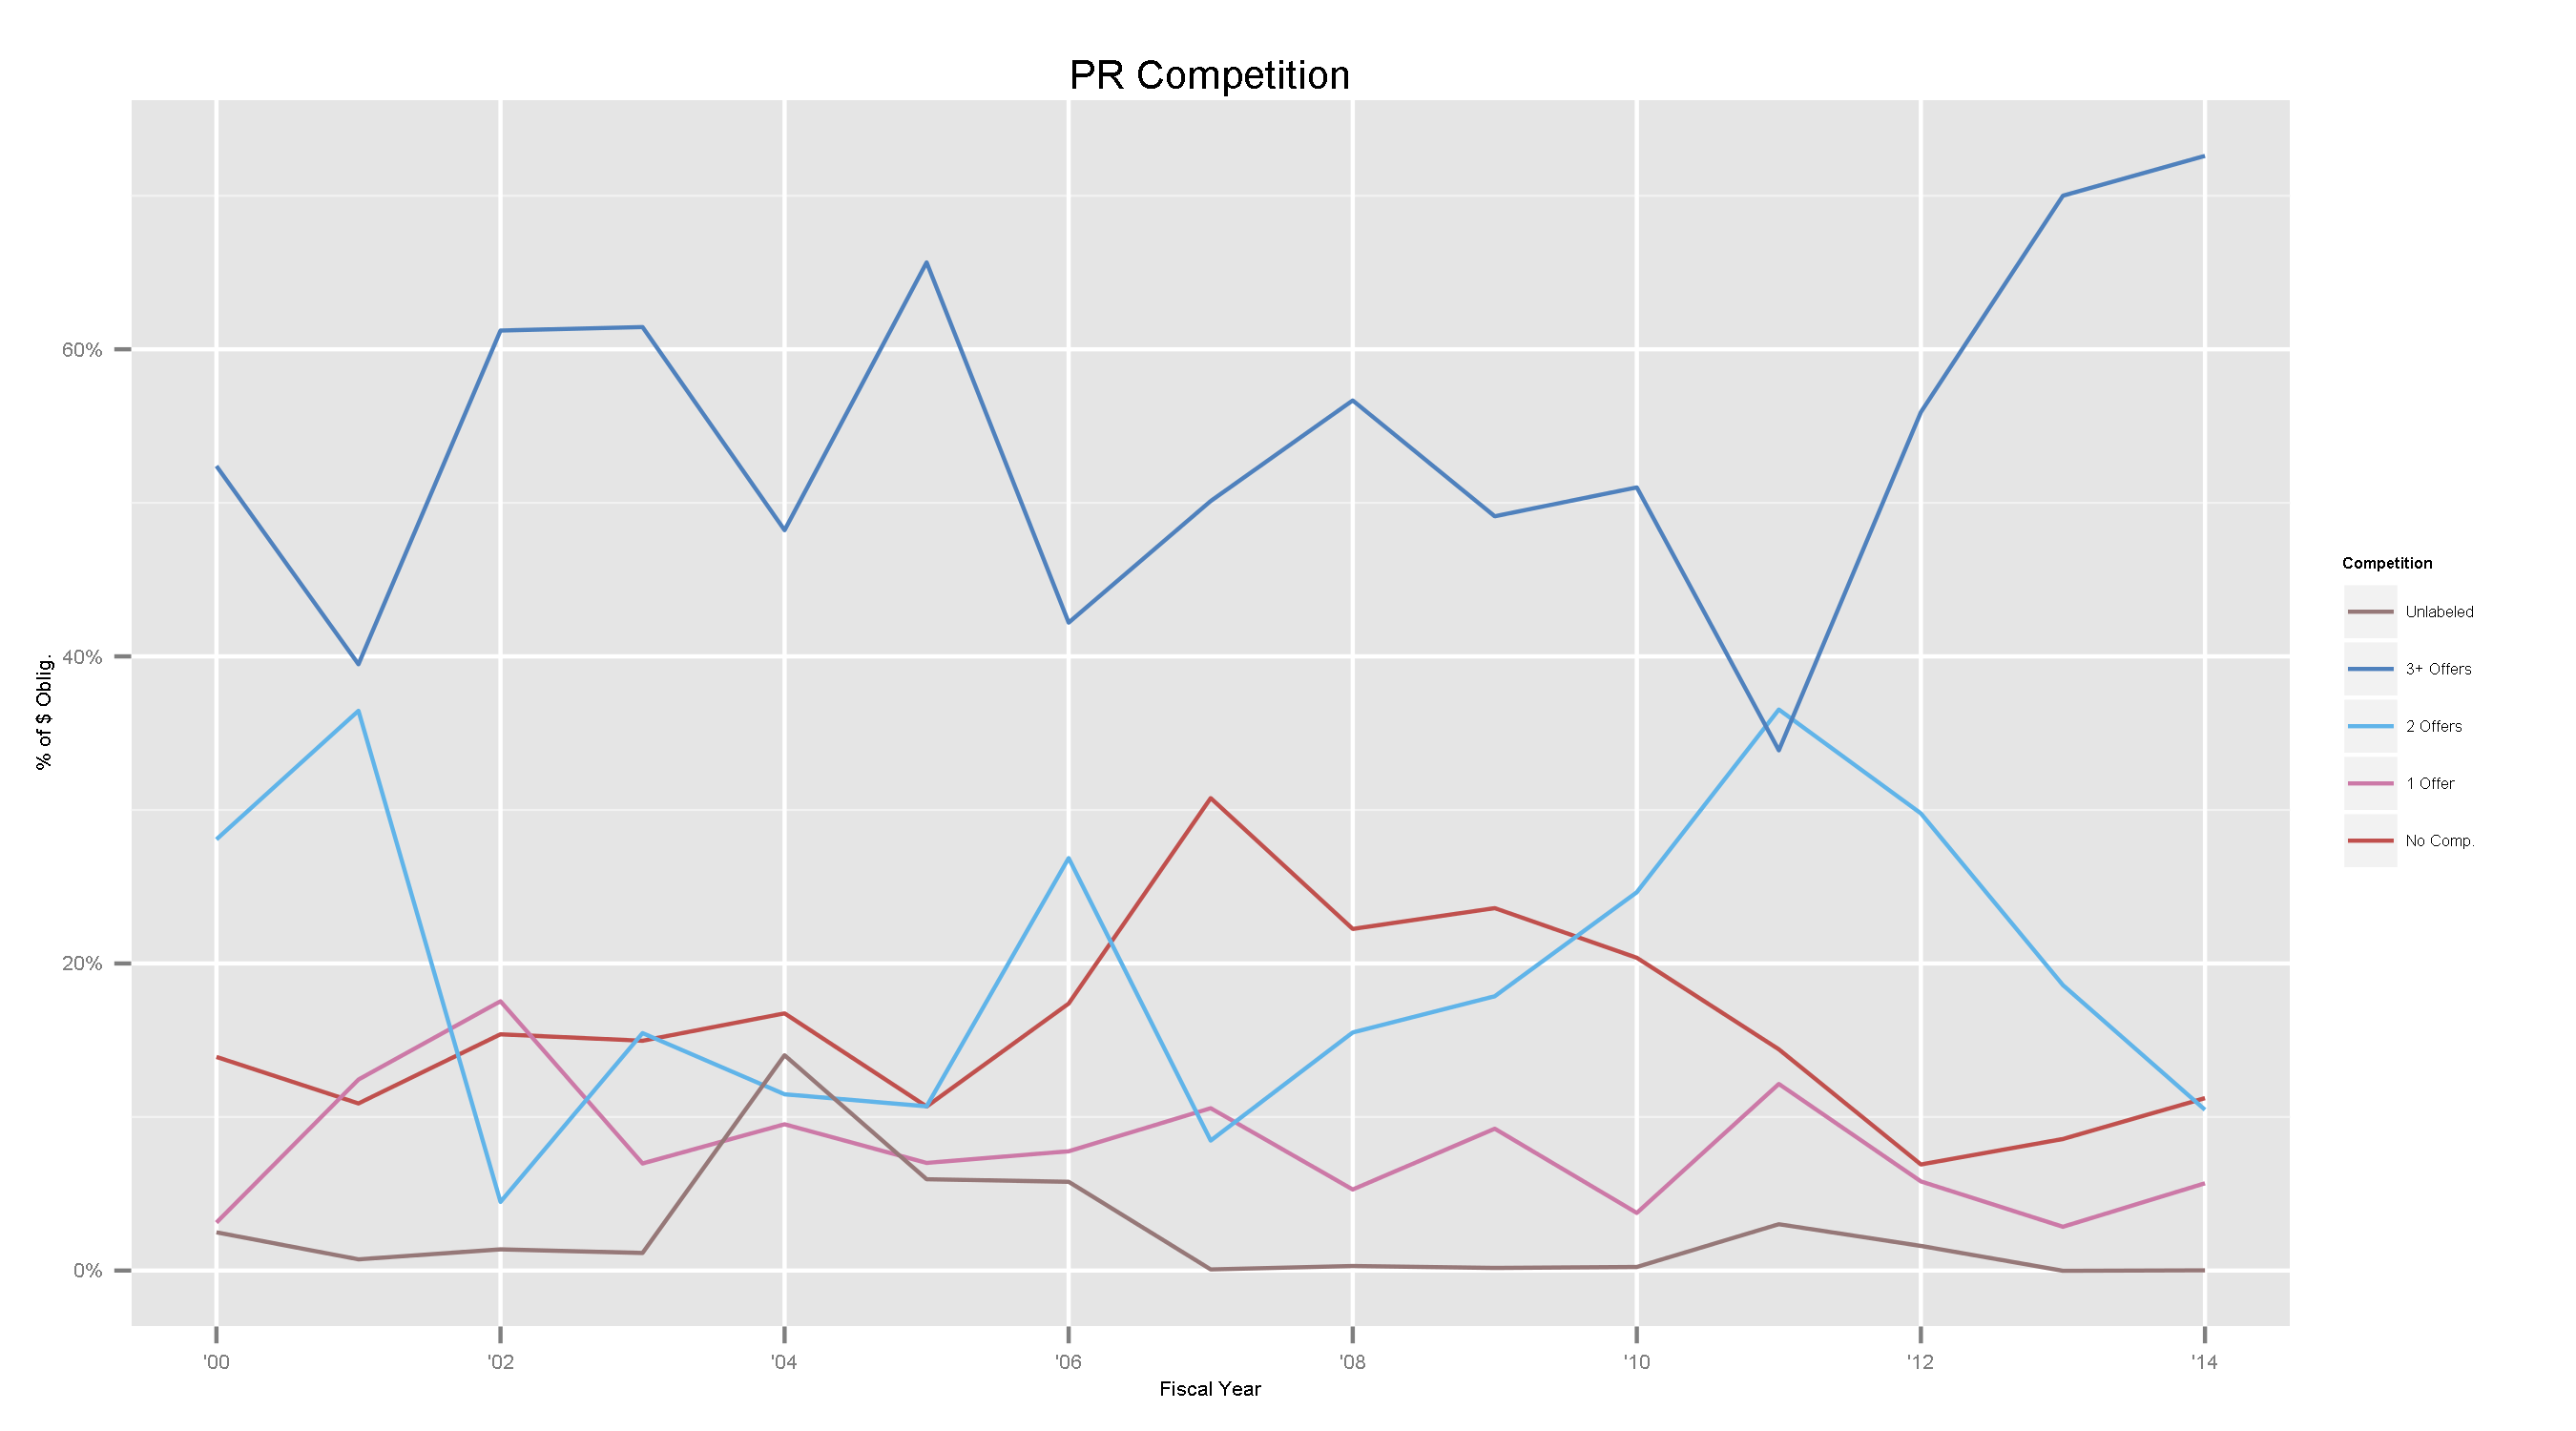 PR Competition
60%
40%
20%
0%
% of $ Oblig.
'00
'02
'04
'06
'08
'10
'12
'14
Fiscal Year
Competition
Unlabeled
3+ Offers
2 Offers
1 Offer
No Comp.